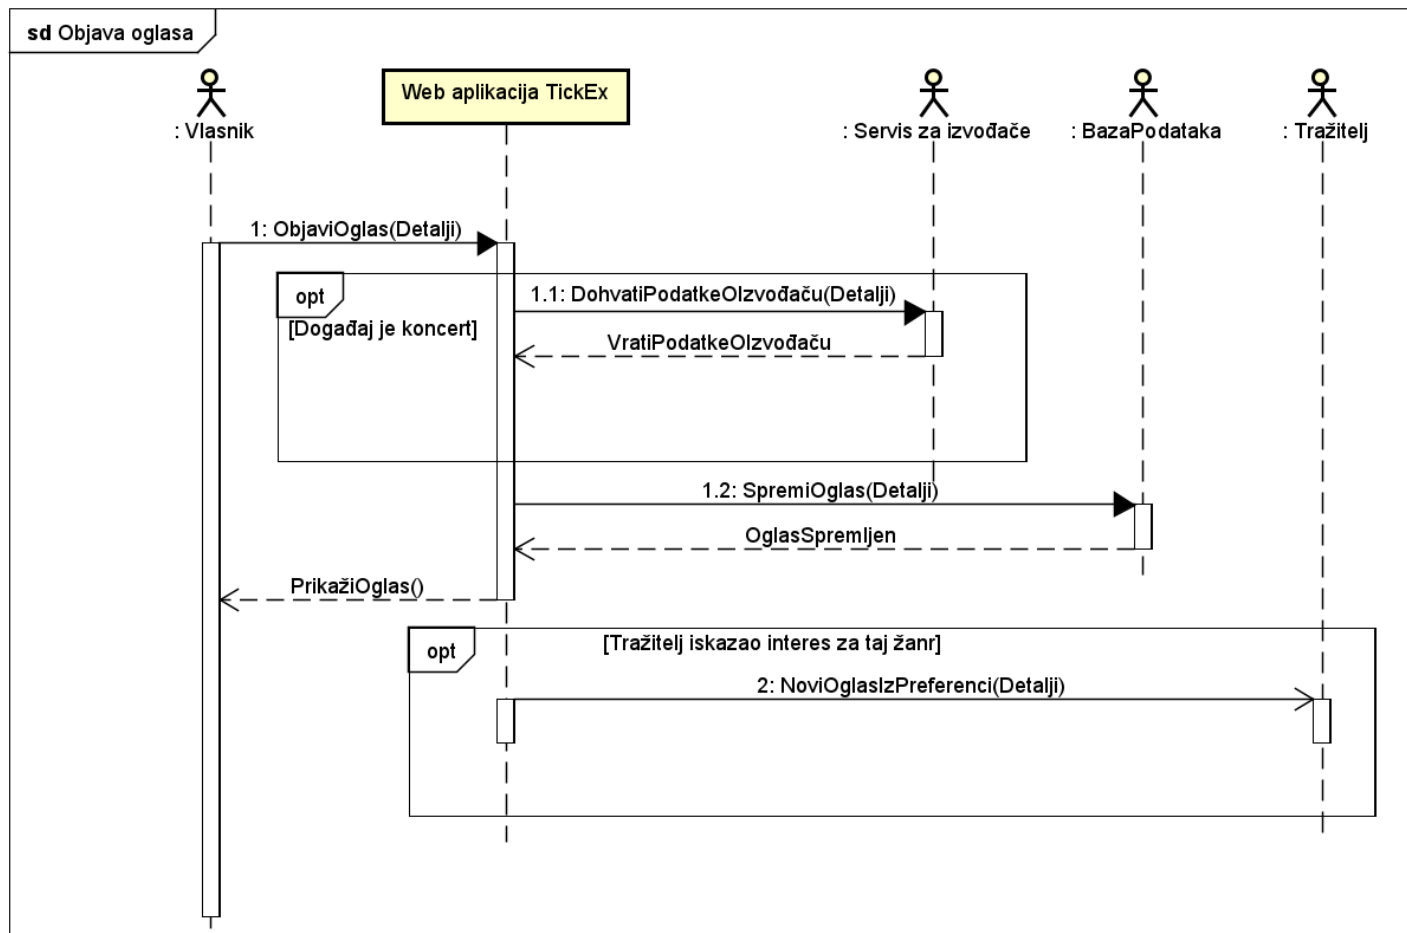 sd Objava oglasa
: Vlasnik
Web aplikacija TickEx
: Servis za izvođače
: BazaPodataka
: Tražitelj
1: ObjaviOglas(Detalji)
opt
[Događaj je koncert]
1.1: DohvatiPodatkeOIzvođaču(Detalji)
VratiPodatkeOIzvođaču
1.2: SpremiOglas(Detalji)
OglasSpremljen
PrikažiOglas()
opt
[Tražitelj iskazao interes za taj žanr]
2: NoviOglasIzPreferenci(Detalji)